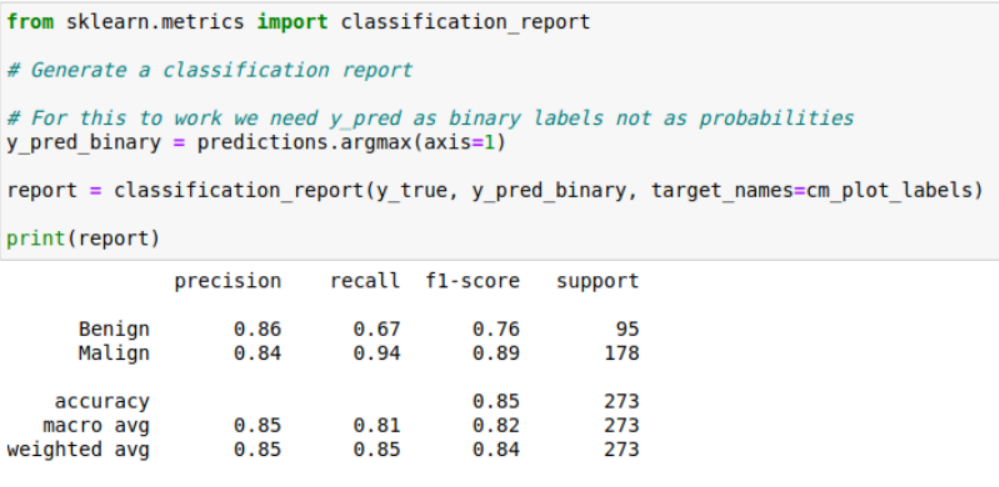 from sklearn.metrics import classification_report
# Generate a classification report
# For this to work we need y_pred as binary labels not as probabilities
y_pred_binary = predictions.argmax(axis=1)
report = classification_report(y_true, y_pred_binary, target_names=cm_plot_labels)
print(report)
precision recall f1-score support
Benign 0.86 0.67 0.76 95
Malign 0.84 0.94 0.89 178
accuracy 0.85 273
macro avg 0.85 0.81 0.82 273
weighted avg 0.85 0.85 0.84 273